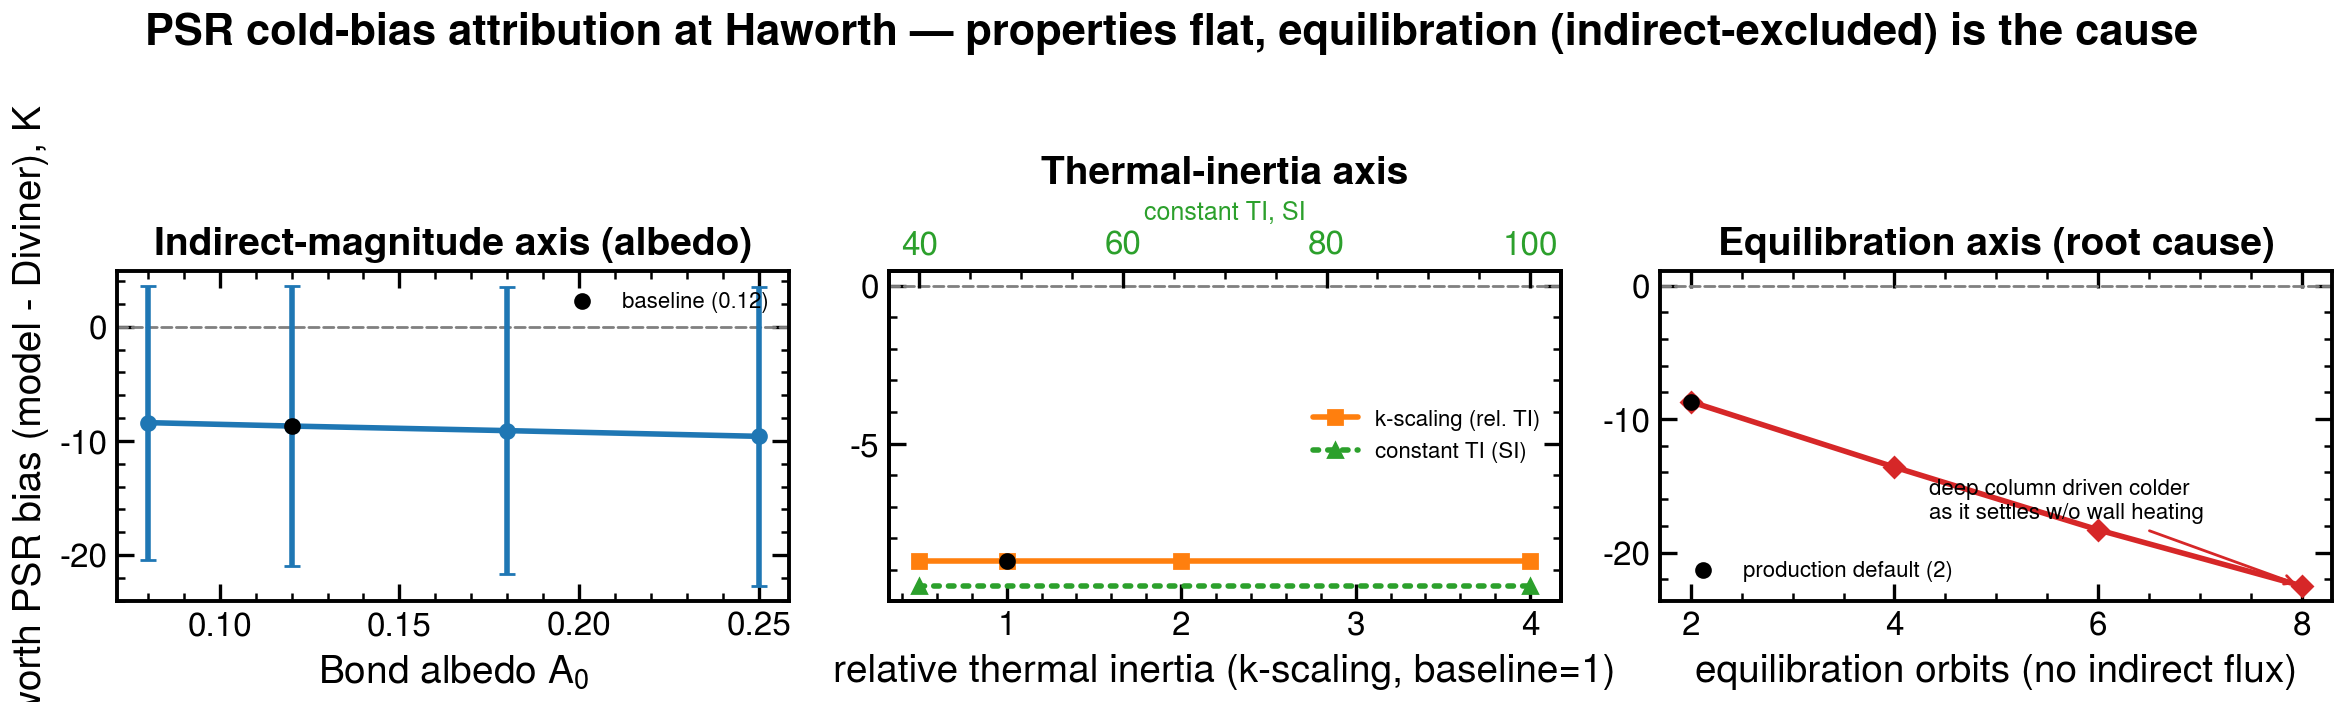 PSR cold-bias attribution at Haworth — properties flat, equilibration (indirect-excluded) is the cause
worth PSR bias (model - Diviner), K
Indirect-magnitude axis (albedo)
baseline (0.12)
0
-10
-20
0.10 0.15 0.20 0.25
Bond albedo A₀
Thermal-inertia axis
constant TI, SI
40 60 80 100
0
-5
k-scaling (rel. TI)
constant TI (SI)
1 2 3 4
relative thermal inertia (k-scaling, baseline=1)
Equilibration axis (root cause)
0
-10
-20
deep column driven colder
as it settles w/o wall heating
production default (2)
2 4 6 8
equilibration orbits (no indirect flux)